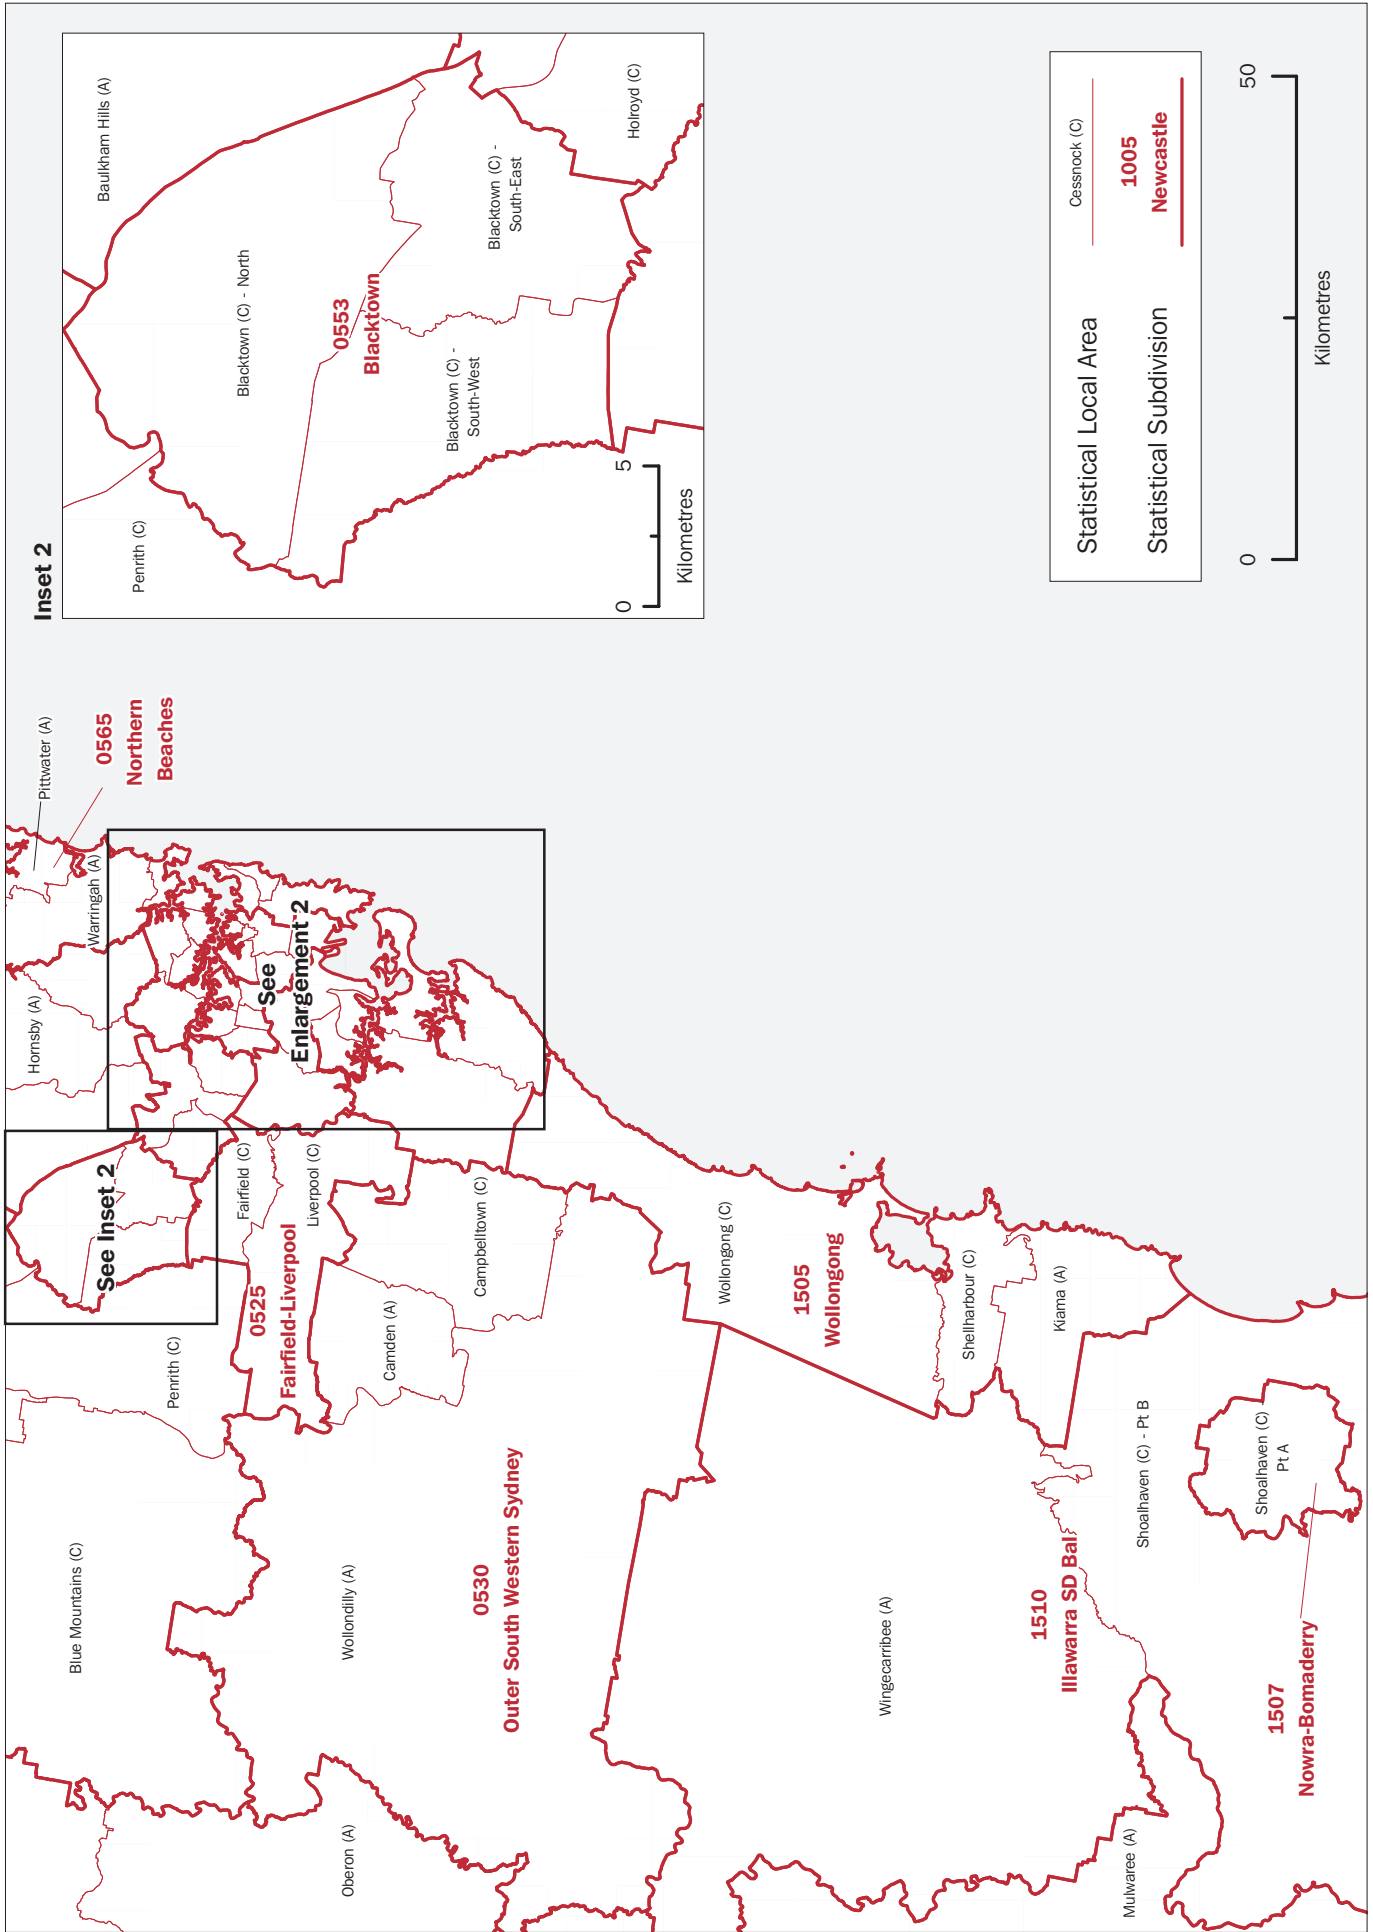 Inset 2
Baulkham Hills (A)
Penrith (C)
Blacktown (C) - North
0553
Blacktown
Blacktown (C) -
South-West
Blacktown (C) -
South-East
Holroyd (C)
0
5
Kilometres
Pittwater (A)
0565
Northern
Beaches
Warringah (A)
Hornsby (A)
See
Enlargement 2
See Inset 2
Fairfield (C)
Liverpool (C)
0525
Fairfield-Liverpool
Penrith (C)
Blue Mountains (C)
Camden (A)
Campbelltown (C)
Wollondilly (A)
0530
Outer South Western Sydney
Oberon (A)
Wollongong (C)
1505
Wollongong
Shellharbour (C)
Kiama (A)
Wingecarribee (A)
1510
Illawarra SD Bal
Shoalhaven (C) - Pt B
Shoalhaven (C)
Pt A
1507
Nowra-Bomaderry
Mulwaree (A)
Statistical Local Area
Cessnock (C)
Statistical Subdivision
1005
Newcastle
0
50
Kilometres